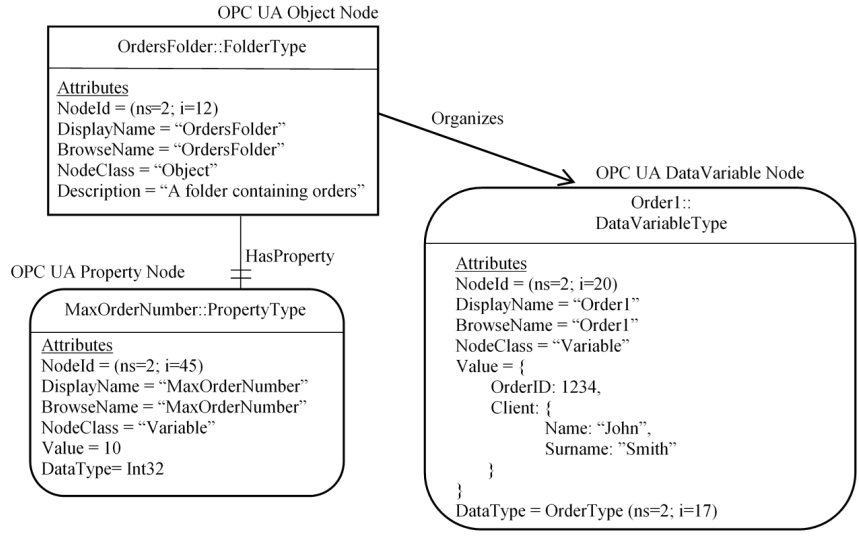 OPC UA Object Node
OrdersFolder::FolderType
Attributes
NodeId = (ns=2; i=12)
DisplayName = “OrdersFolder”
BrowseName = “OrdersFolder”
NodeClass = “Object”
Description = “A folder containing orders”
Organizes
HasProperty
OPC UA Property Node
MaxOrderNumber::PropertyType
Attributes
NodeId = (ns=2; i=45)
DisplayName = “MaxOrderNumber”
BrowseName = “MaxOrderNumber”
NodeClass = “Variable”
Value = 10
DataType= Int32
OPC UA DataVariable Node
Order1::
DataVariableType
Attributes
NodeId = (ns=2; i=20)
DisplayName = “Order1”
BrowseName = “Order1”
NodeClass = “Variable”
Value = {
OrderID: 1234,
Client: {
Name: “John”,
Surname: ”Smith”
}
}
DataType = OrderType (ns=2; i=17)